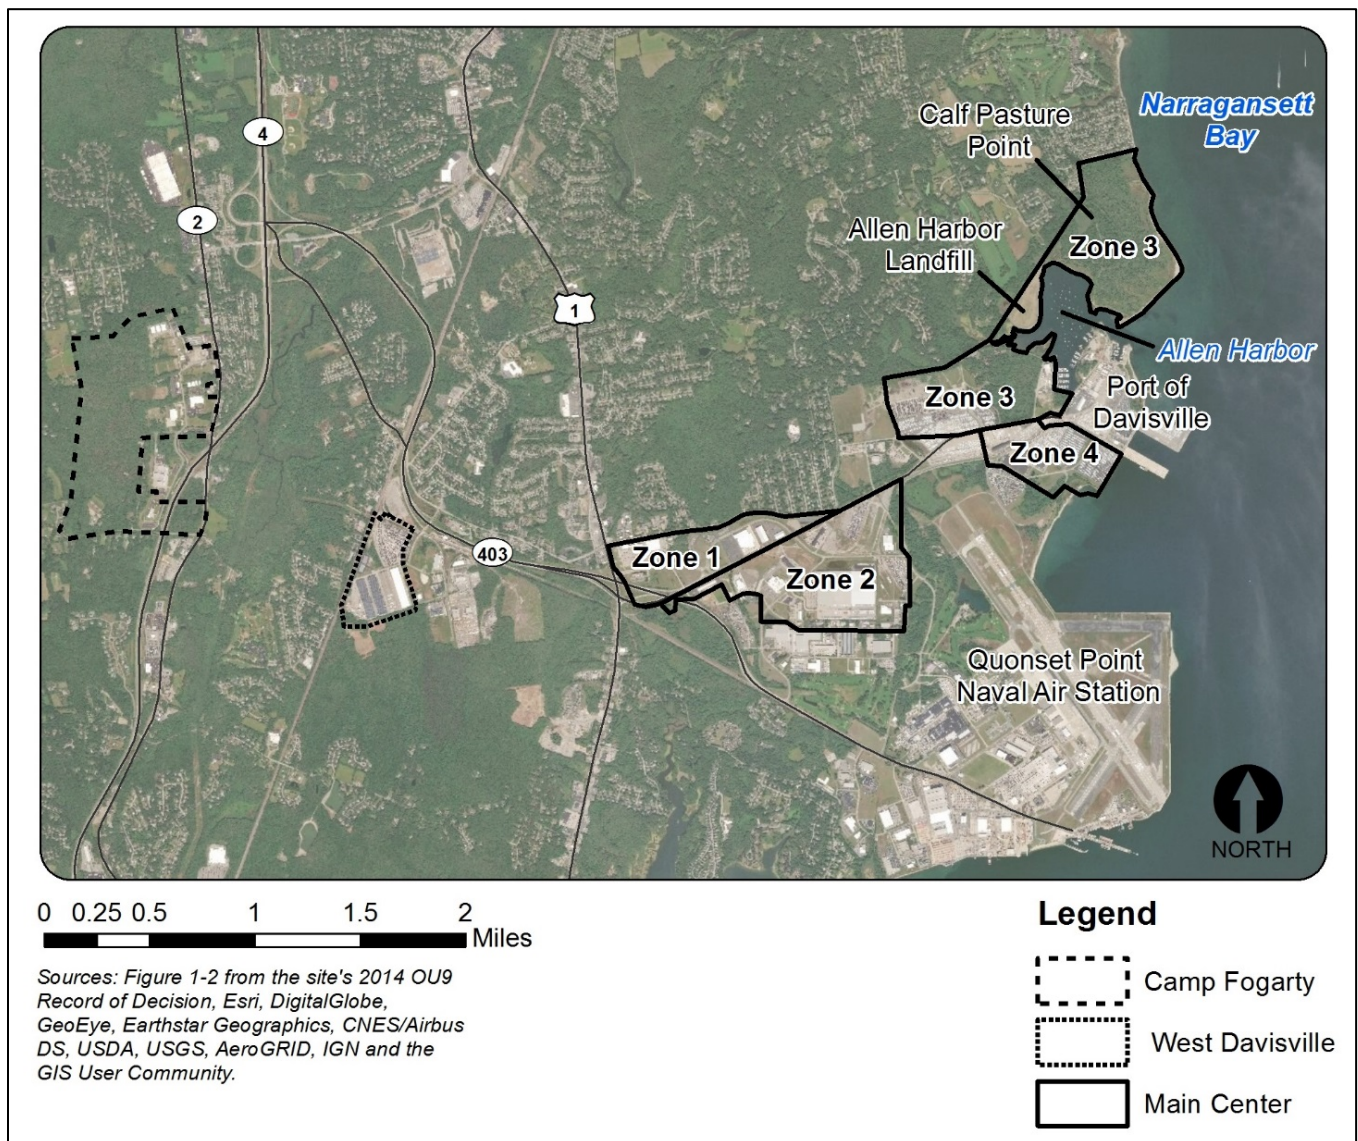 Narragansett
Bay
Calf Pasture
Point
4
2
Allen Harbor
Landfill
Zone 3
1
Allen Harbor
Zone 3
Port of
Davisville
Zone 4
403
Zone 1
Zone 2
Quonset Point
Naval Air Station
NORTH
0 0.25 0.5 1 1.5 2
Miles
Sources: Figure 1-2 from the site's 2014 OU9
Record of Decision, Esri, DigitalGlobe,
GeoEye, Earthstar Geographics, CNES/Airbus
DS, USDA, USGS, AeroGRID, IGN and the
GIS User Community.
Legend
Camp Fogarty
West Davisville
Main Center